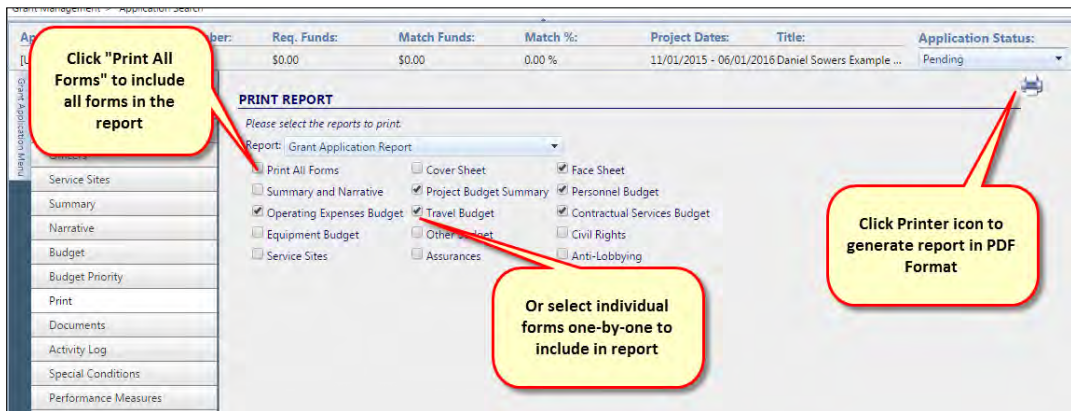 Grant Management > Application Search
Ap ber: Req. Funds: Match Funds: Match %: Project Dates: Title: Application Status:
[U $0.00 $0.00 0.00 % 11/01/2015 - 06/01/2016 Daniel Sowers Example ... Pending
Click "Print All
Forms" to include
all forms in the
report
Grant Application Menu
Officers
Service Sites
Summary
Narrative
Budget
Budget Priority
Print
Documents
Activity Log
Special Conditions
Performance Measures
PRINT REPORT
Please select the reports to print.
Report: Grant Application Report
Print All Forms Cover Sheet Face Sheet
Summary and Narrative Project Budget Summary Personnel Budget
Operating Expenses Budget Travel Budget Contractual Services Budget
Equipment Budget Other Budget Civil Rights
Service Sites Assurances Anti-Lobbying
Or select individual
forms one-by-one to
include in report
Click Printer icon to
generate report in PDF
Format